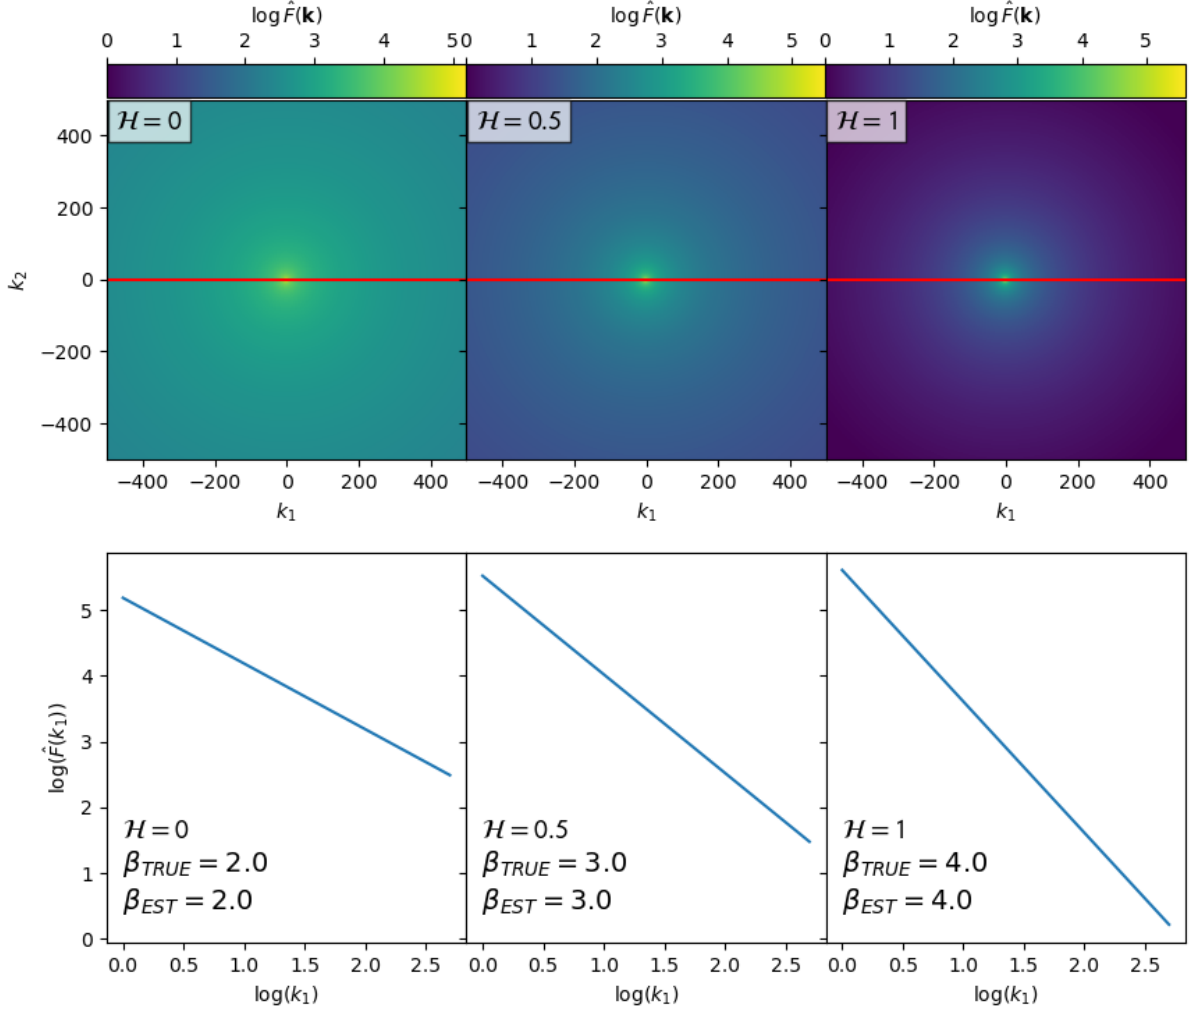 log F̂(k) log F̂(k) log F̂(k)
0 1 2 3 4 5 0 1 2 3 4 5 0 1 2 3 4 5
ℋ = 0 ℋ = 0.5 ℋ = 1
400
200
0
−200
−400
k₂
−400 −200 0 200 400 −400 −200 0 200 400 −400 −200 0 200 400
k₁ k₁ k₁
5
4
3
2
1
0
log(F̂(k₁))
ℋ = 0 ℋ = 0.5 ℋ = 1
β_TRUE = 2.0 β_TRUE = 3.0 β_TRUE = 4.0
β_EST = 2.0 β_EST = 3.0 β_EST = 4.0
0.0 0.5 1.0 1.5 2.0 2.5 0.0 0.5 1.0 1.5 2.0 2.5 0.0 0.5 1.0 1.5 2.0 2.5
log(k₁) log(k₁) log(k₁)